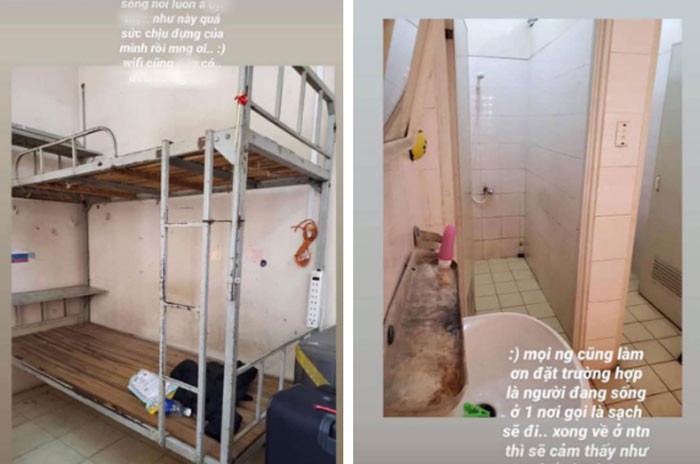 sống nổi luôn á
như này quá
sức chịu đựng của
mình rồi mng ơi.. :)
wifi cũng
có..
:) mọi ng cũng làm
ơn đặt trường hợp
là người đang sống
ở 1 nơi gọi là sạch
sẽ đi.. xong về ở ntn
thì sẽ cảm thấy như